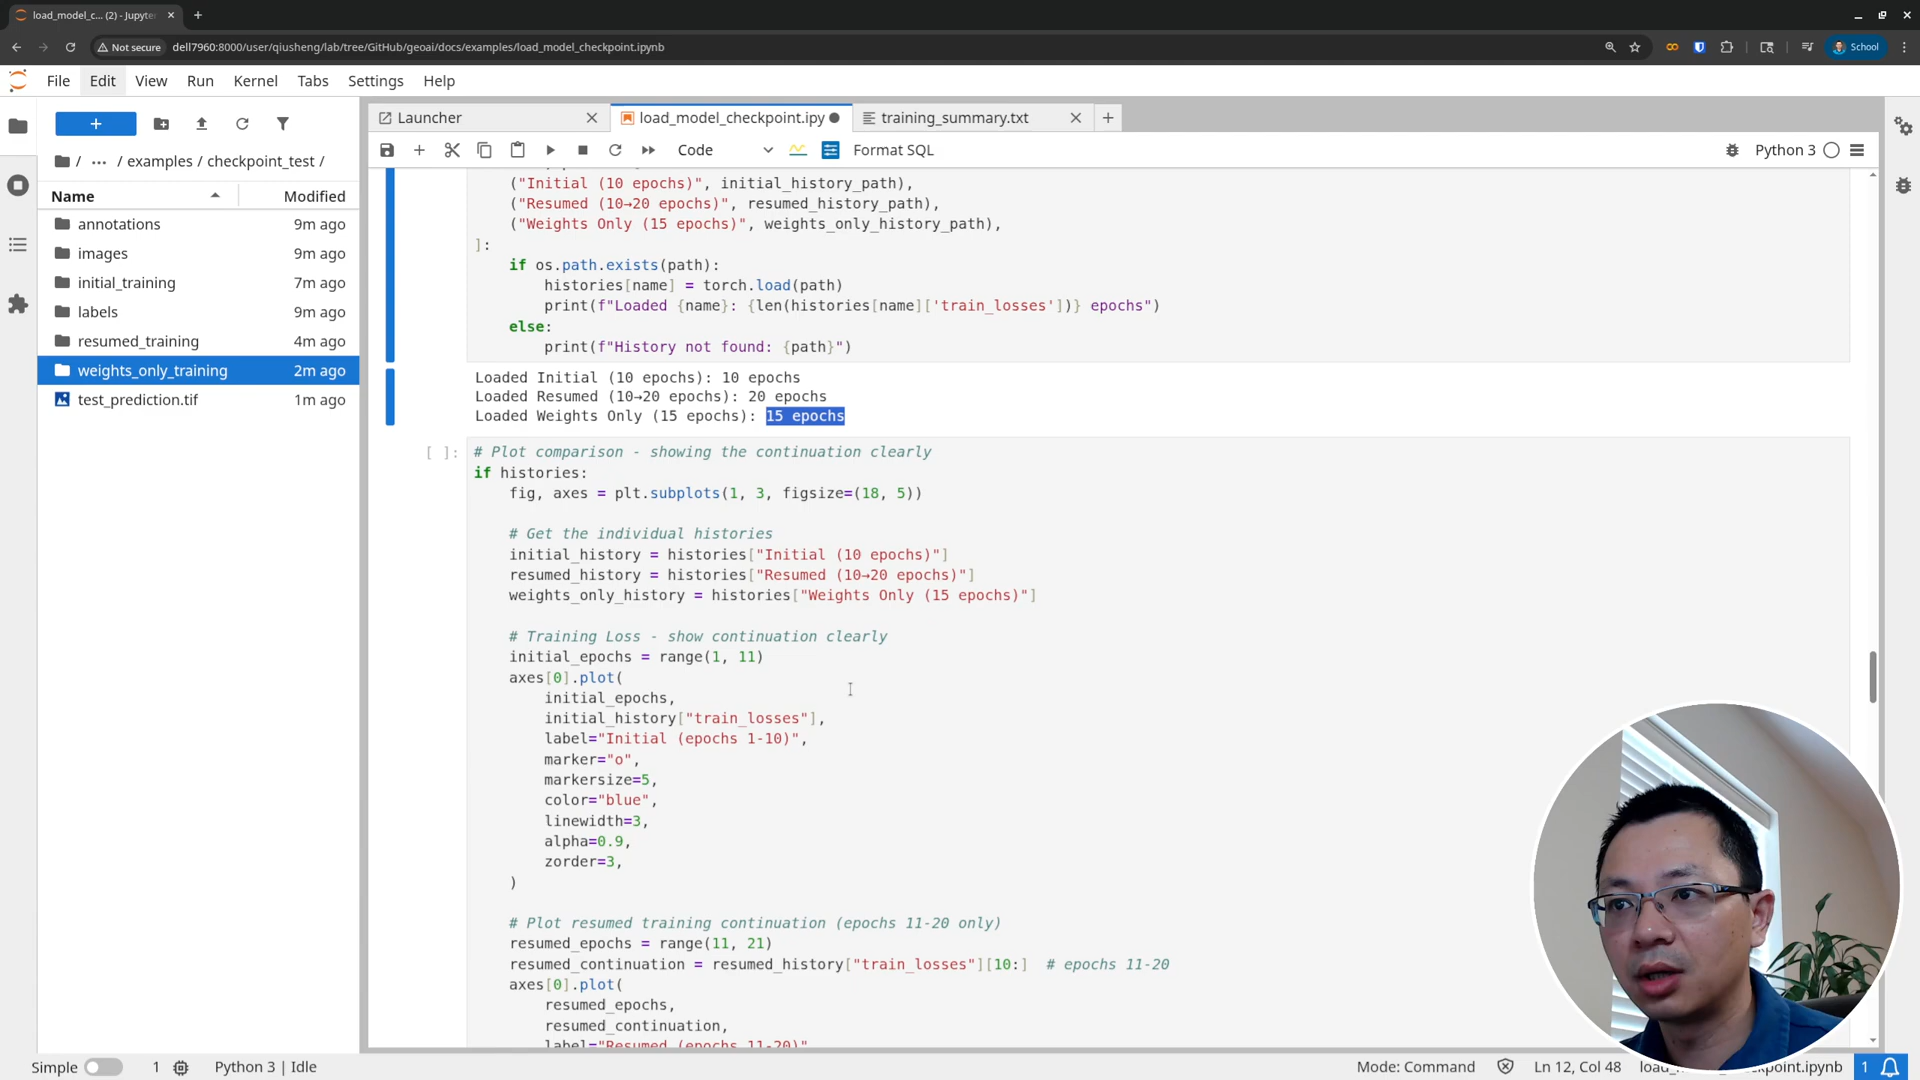 load_model_c... (2) - Jupyte
Not secure dell7960:8000/user/qiusheng/lab/tree/GitHub/geoai/docs/examples/load_model_checkpoint.ipynb
School
File Edit View Run Kernel Tabs Settings Help
/ ... / examples / checkpoint_test /
Name Modified
annotations 9m ago
images 9m ago
initial_training 7m ago
labels 9m ago
resumed_training 4m ago
weights_only_training 2m ago
test_prediction.tif 1m ago
Launcher
load_model_checkpoint.ipy
training_summary.txt
Code Format SQL Python 3
("Initial (10 epochs)", initial_history_path),
("Resumed (10→20 epochs)", resumed_history_path),
("Weights Only (15 epochs)", weights_only_history_path),
]:
if os.path.exists(path):
histories[name] = torch.load(path)
print(f"Loaded {name}: {len(histories[name]['train_losses'])} epochs")
else:
print(f"History not found: {path}")
Loaded Initial (10 epochs): 10 epochs
Loaded Resumed (10→20 epochs): 20 epochs
Loaded Weights Only (15 epochs): 15 epochs
[ ]:
# Plot comparison - showing the continuation clearly
if histories:
fig, axes = plt.subplots(1, 3, figsize=(18, 5))
# Get the individual histories
initial_history = histories["Initial (10 epochs)"]
resumed_history = histories["Resumed (10→20 epochs)"]
weights_only_history = histories["Weights Only (15 epochs)"]
# Training Loss - show continuation clearly
initial_epochs = range(1, 11)
axes[0].plot(
initial_epochs,
initial_history["train_losses"],
label="Initial (epochs 1-10)",
marker="o",
markersize=5,
color="blue",
linewidth=3,
alpha=0.9,
zorder=3,
)
# Plot resumed training continuation (epochs 11-20 only)
resumed_epochs = range(11, 21)
resumed_continuation = resumed_history["train_losses"][10:] # epochs 11-20
axes[0].plot(
resumed_epochs,
resumed_continuation,
label="Resumed (epochs 11-20)"
Simple 1 Python 3 | Idle Mode: Command Ln 12, Col 48 load_ point.ipynb 1